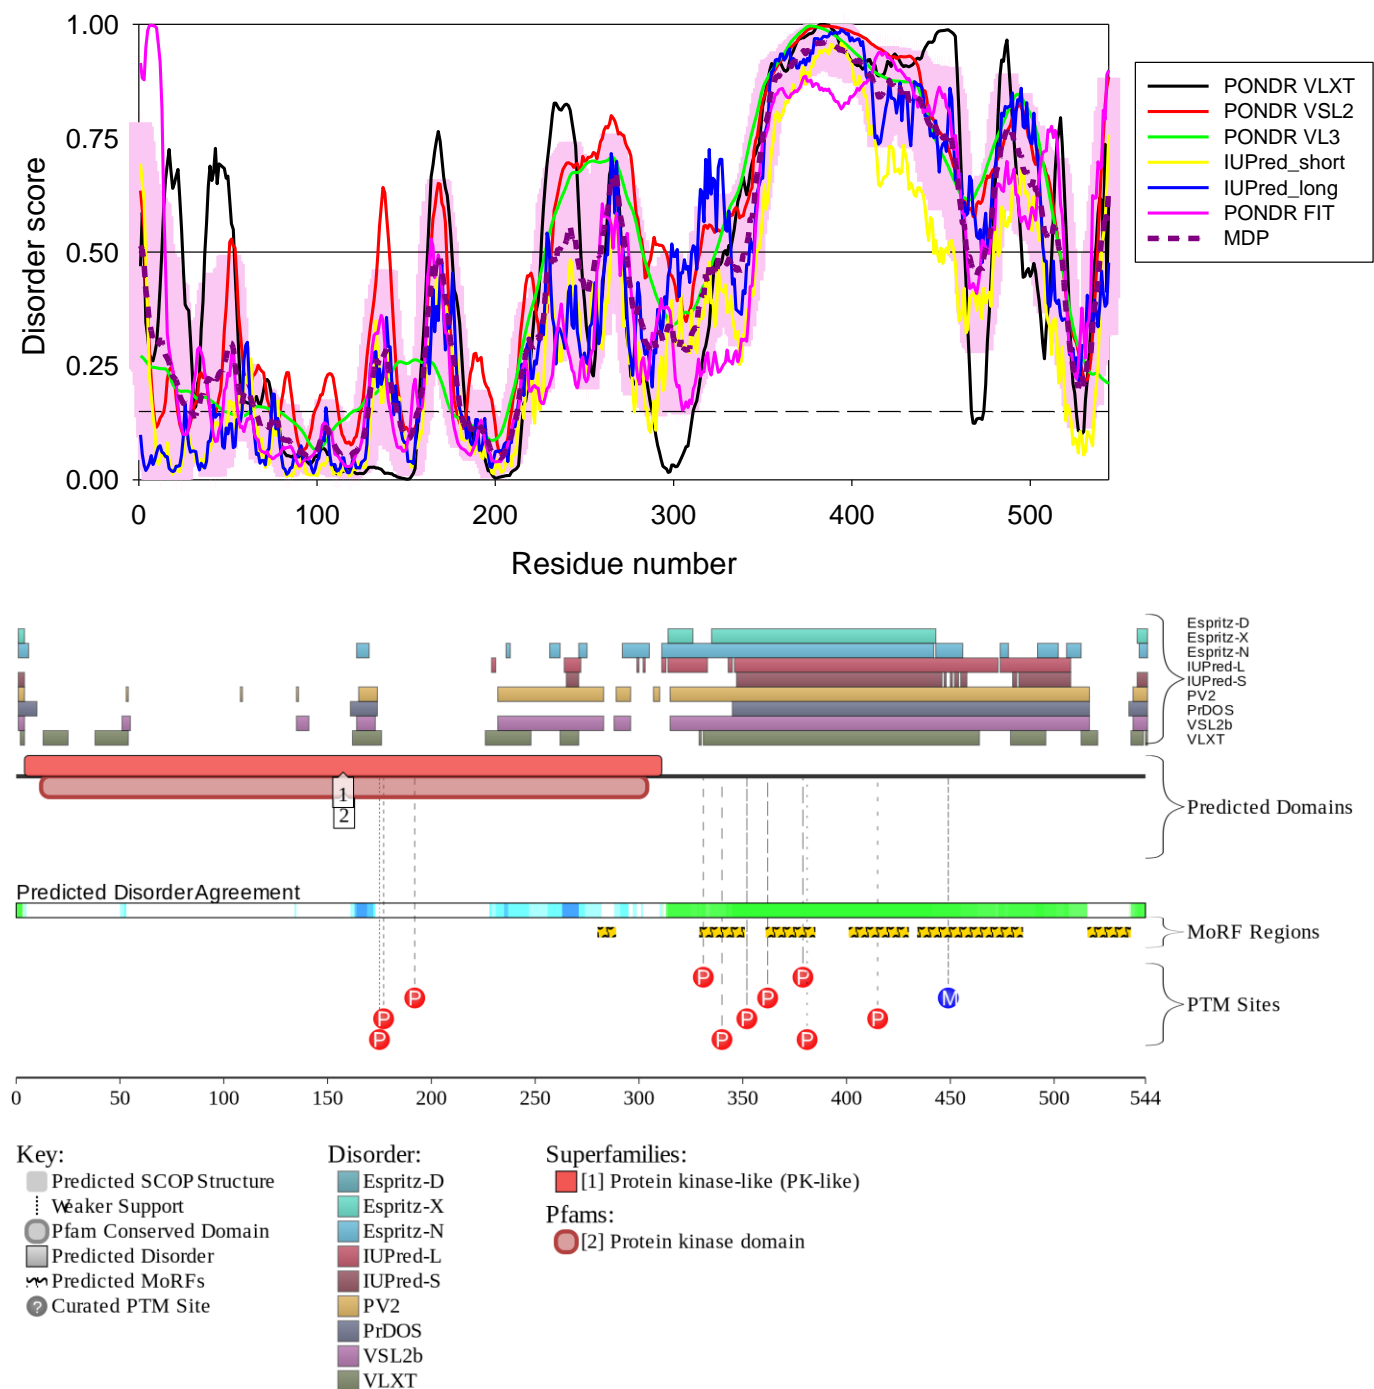 1.00
0.75
0.50
0.25
0.00
Disorder score
0 100 200 300 400 500
Residue number
PONDR VLXT
PONDR VSL2
PONDR VL3
IUPred_short
IUPred_long
PONDR FIT
MDP
Espritz-D
Espritz-X
Espritz-N
IUPred-L
IUPred-S
PV2
PrDOS
VSL2b
VLXT
1
2
Predicted Domains
Predicted Disorder Agreement
MoRF Regions
P P
P P M
P P P
P P P
PTM Sites
0 50 100 150 200 250 300 350 400 450 500 544
Key:
Predicted SCOP Structure
Weaker Support
Pfam Conserved Domain
Predicted Disorder
Predicted MoRFs
? Curated PTM Site
Disorder:
Espritz-D
Espritz-X
Espritz-N
IUPred-L
IUPred-S
PV2
PrDOS
VSL2b
VLXT
Superfamilies:
[1] Protein kinase-like (PK-like)
Pfams:
[2] Protein kinase domain